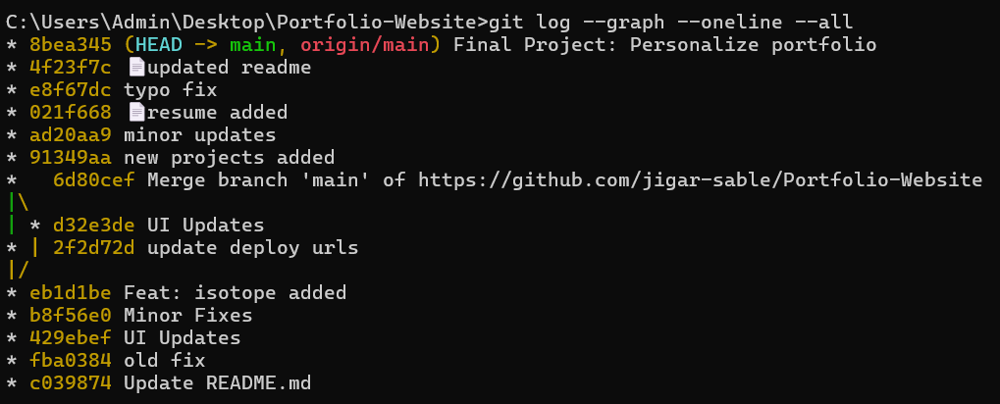 C:\Users\Admin\Desktop\Portfolio-Website>git log --graph --oneline --all
* 8bea345 (HEAD -> main, origin/main) Final Project: Personalize portfolio
* 4f23f7c 📄updated readme
* e8f67dc typo fix
* 021f668 📄resume added
* ad20aa9 minor updates
* 91349aa new projects added
*   6d80cef Merge branch 'main' of https://github.com/jigar-sable/Portfolio-Website
|\
| * d32e3de UI Updates
* | 2f2d72d update deploy urls
|/
* eb1d1be Feat: isotope added
* b8f56e0 Minor Fixes
* 429ebef UI Updates
* fba0384 old fix
* c039874 Update README.md